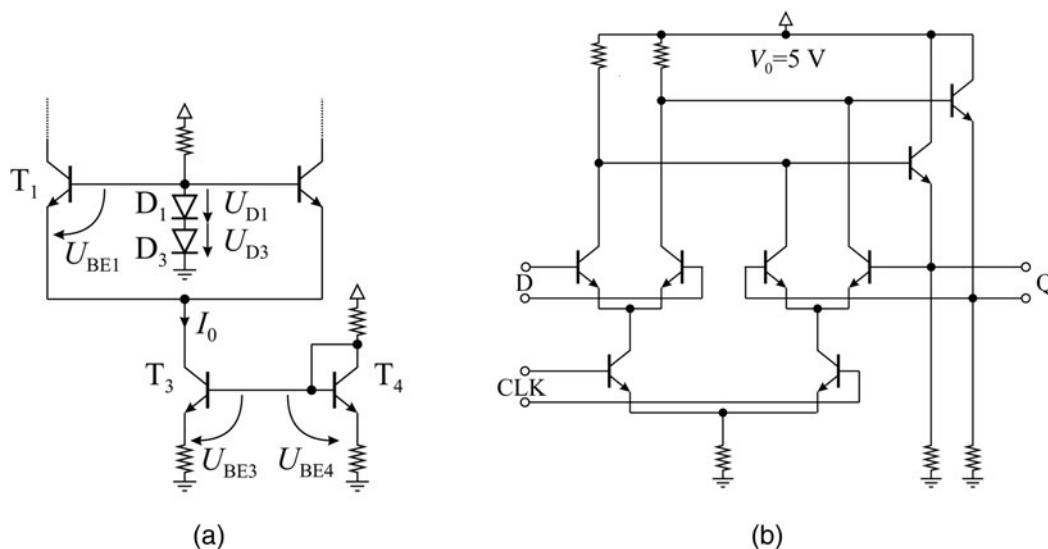 V0=5 V
T1
D1
UD1
D3
UD3
UBE1
I0
T3
T4
UBE3
UBE4
D
Q
CLK
(a)
(b)